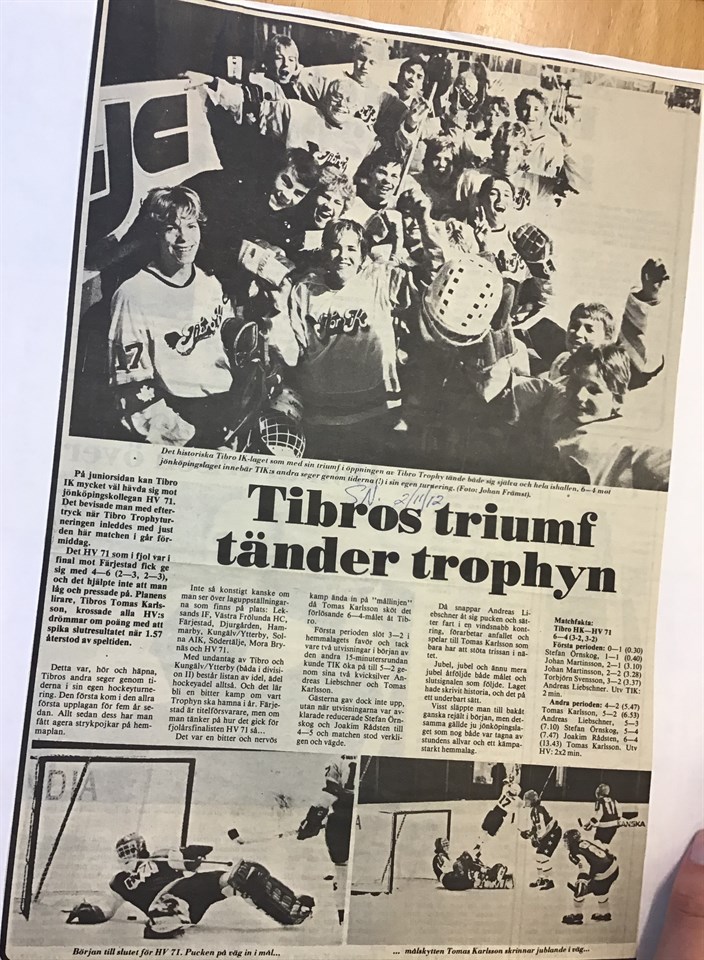 IJC
Tibro IK
Tibro IK
17
Det historiska Tibro IK-laget som med sin triumf i öppningen av Tibro Trophy tände både sig själva och hela ishallen. 6–4 mot
jönköpingslaget innebär TIK:s andra seger genom tiderna (!) i sin egen turnering. (Foto: Johan Främst).
S.N. 2/11/12
Tibros triumf
tänder trophyn
På juniorsidan kan Tibro
IK mycket väl hävda sig mot
jönköpingskollegan HV 71.
Det bevisade man med efter-
tryck när Tibro Trophytur-
neringen inleddes med just
den här matchen i går för-
middag.
Det HV 71 som i fjol var i
final mot Färjestad fick ge
sig med 4–6 (2–3, 2–3),
och det hjälpte inte att man
låg och pressade på. Planens
lirare, Tibros Tomas Karls-
son, krossade alla HV:s
drömmar om poäng med att
spika slutresultatet när 1.57
återstod av speltiden.
Detta var, hör och häpna,
Tibros andra seger genom ti-
derna i sin egen hockeyturne-
ring. Den första kom i den allra
första upplagan för fem år se-
dan. Allt sedan dess har man
fått agera strykpojkar på hem-
maplan.
Inte så konstigt kanske om
man ser över laguppställningar-
na som finns på plats: Lek-
sands IF, Västra Frölunda HC,
Färjestad, Djurgården, Ham-
marby, Kungälv/Ytterby, Sol-
na AIK, Södertälje, Mora Bry-
näs och HV 71.
Med undantag av Tibro och
Kungälv/Ytterby (båda i divisi-
on II) består listan av idel, ädel
hockeyadel alltså. Och det lär
bli en bitter kamp om vart
Trophyn ska hamna i år. Färje-
stad är titelförsvarare, men om
man tänker på hur det gick för
fjolårsfinalisten HV 71 så...
Det var en bitter och nervös
kamp ända in på ”mållinjen”
då Tomas Karlsson sköt det
förlösande 6–4-målet åt Tib-
ro.
Första perioden slöt 3–2 i
hemmalagets favör och tack
vare två utvisningar i början av
den andra 15-minutersrundan
kunde TIK öka på till 5–2 ge-
nom sina två kvicksilver An-
dreas Liebschner och Tomas
Karlsson.
Gästerna gav dock inte upp,
utan när utvisningarna var av-
klarade reducerade Stefan Örn-
skog och Joakim Rådsten till
4–5 och matchen stod verkli-
gen och vägde.
Då snappar Andreas Li-
ebschner åt sig pucken och sät-
ter fart i en vindsnabb kont-
ring, förarbetar anfallet och
spelar till Tomas Karlsson som
bara har att stöta trissan i nä-
tet.
Jubel, jubel och ännu mera
jubel åtföljde både målet och
slutsignalen som följde. Laget
hade skrivit historia, och det på
ett underbart sätt.
Visst släppte man till bakåt
ganska rejält i början, men det-
samma gällde ju jönköpingsla-
get som nog både var tagna av
stundens allvar och ett kämpa-
starkt hemmalag.
Matchfakta:
Tibro HK–HV 71
6–4 (3–2, 3–2)
Första perioden: 0–1 (0.30)
Stefan Örnskog, 1–1 (0.40)
Johan Martinsson, 2–1 (3.10)
Johan Martinsson, 2–2 (3.28)
Torbjörn Svensson, 3–2 (3.37)
Andreas Liebschner. Utv TIK:
2 min.
Andra perioden: 4–2 (5.47)
Tomas Karlsson, 5–2 (6.53)
Andreas Liebschner, 5–3
(7.10) Stefan Örnskog, 5–4
(7.47) Joakim Rådsten, 6–4
(13.43) Tomas Karlsson. Utv
HV: 2x2 min.
DIA
17
SKANSKA
Början till slutet för HV 71. Pucken på väg in i mål...
... målskytten Tomas Karlsson skrinnar jublande i väg...